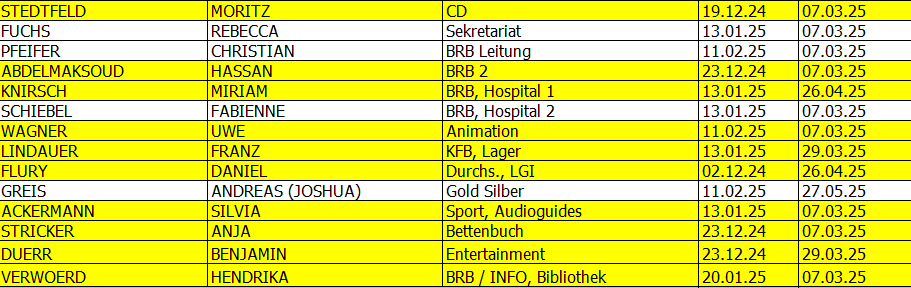 STEDTFELD MORITZ CD 19.12.24 07.03.25
FUCHS REBECCA Sekretariat 13.01.25 07.03.25
PFEIFER CHRISTIAN BRB Leitung 11.02.25 07.03.25
ABDELMAKSOUD HASSAN BRB 2 23.12.24 07.03.25
KNIRSCH MIRIAM BRB, Hospital 1 13.01.25 26.04.25
SCHIEBEL FABIENNE BRB, Hospital 2 13.01.25 07.03.25
WAGNER UWE Animation 11.02.25 07.03.25
LINDAUER FRANZ KFB, Lager 13.01.25 29.03.25
FLURY DANIEL Durchs., LGI 02.12.24 26.04.25
GREIS ANDREAS (JOSHUA) Gold Silber 11.02.25 27.05.25
ACKERMANN SILVIA Sport, Audioguides 13.01.25 07.03.25
STRICKER ANJA Bettenbuch 23.12.24 07.03.25
DUERR BENJAMIN Entertainment 23.12.24 29.03.25
VERWOERD HENDRIKA BRB / INFO, Bibliothek 20.01.25 07.03.25